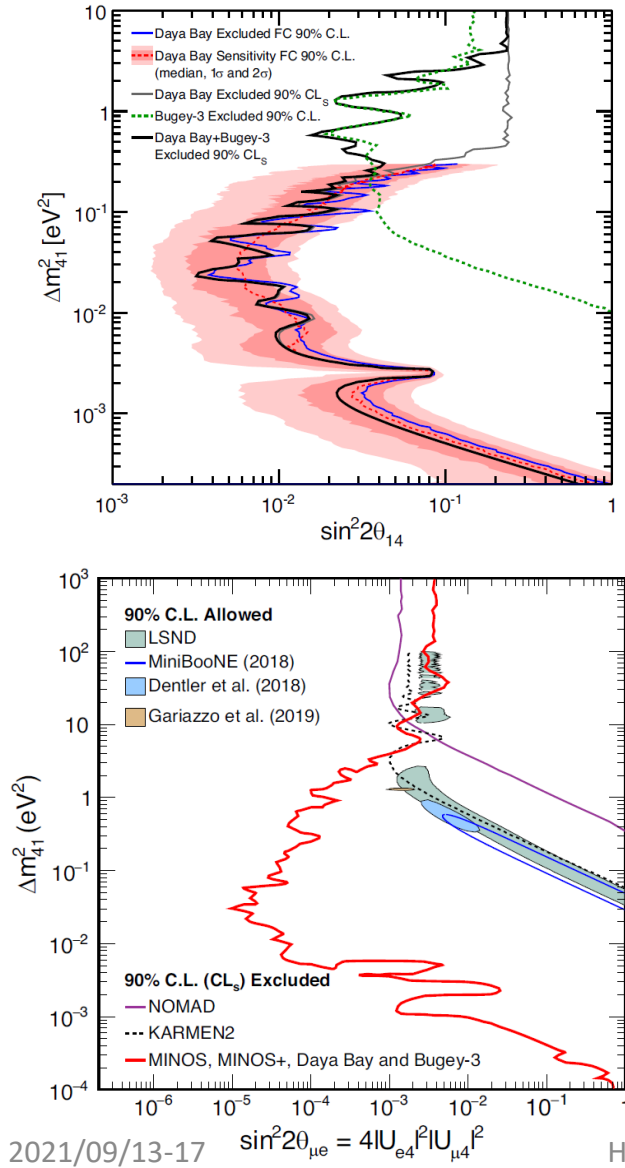 10
1
10⁻¹
10⁻²
10⁻³
Δm²₄₁ [eV²]
Daya Bay Excluded FC 90% C.L.
Daya Bay Sensitivity FC 90% C.L.
(median, 1σ and 2σ)
Daya Bay Excluded 90% CLₛ
Bugey-3 Excluded 90% C.L.
Daya Bay+Bugey-3
Excluded 90% CLₛ
10⁻³ 10⁻² 10⁻¹ 1
sin²2θ₁₄
10³
10²
10
1
10⁻¹
10⁻²
10⁻³
10⁻⁴
Δm²₄₁ (eV²)
90% C.L. Allowed
LSND
MiniBooNE (2018)
Dentler et al. (2018)
Gariazzo et al. (2019)
90% C.L. (CLₛ) Excluded
NOMAD
KARMEN2
MINOS, MINOS+, Daya Bay and Bugey-3
10⁻⁶ 10⁻⁵ 10⁻⁴ 10⁻³ 10⁻² 10⁻¹ 1
sin²2θμₑ = 4|Uₑ₄|²|Uμ₄|²
2021/09/13-17
H